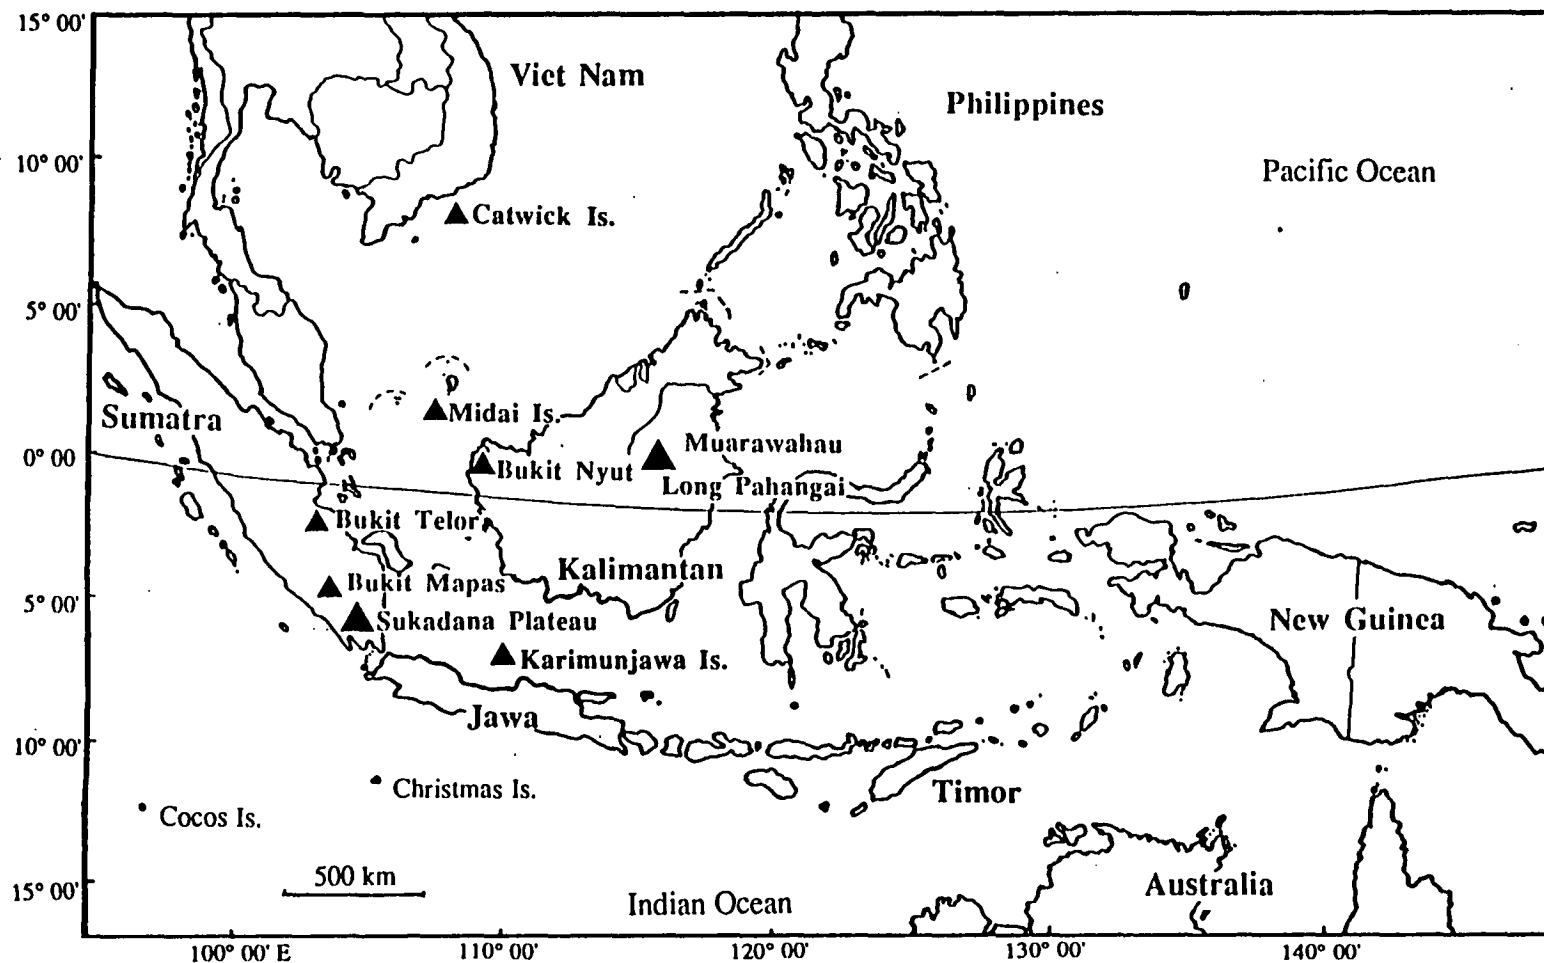 15° 00'
Viet Nam
Philippines
10° 00'
Pacific Ocean
Catwick Is.
5° 00'
Sumatra
Midai Is.
Muarawahau
0° 00
Bukit Nyut
Long Pahangai
Bukit Telor
Kalimantan
Bukit Mapas
5° 00'
Sukadana Plateau
New Guinea
Karimunjawa Is.
Jawa
10° 00'
Christmas Is.
Timor
Cocos Is.
500 km
15° 00'
Australia
Indian Ocean
100° 00' E
110° 00'
120° 00'
130° 00'
140° 00'